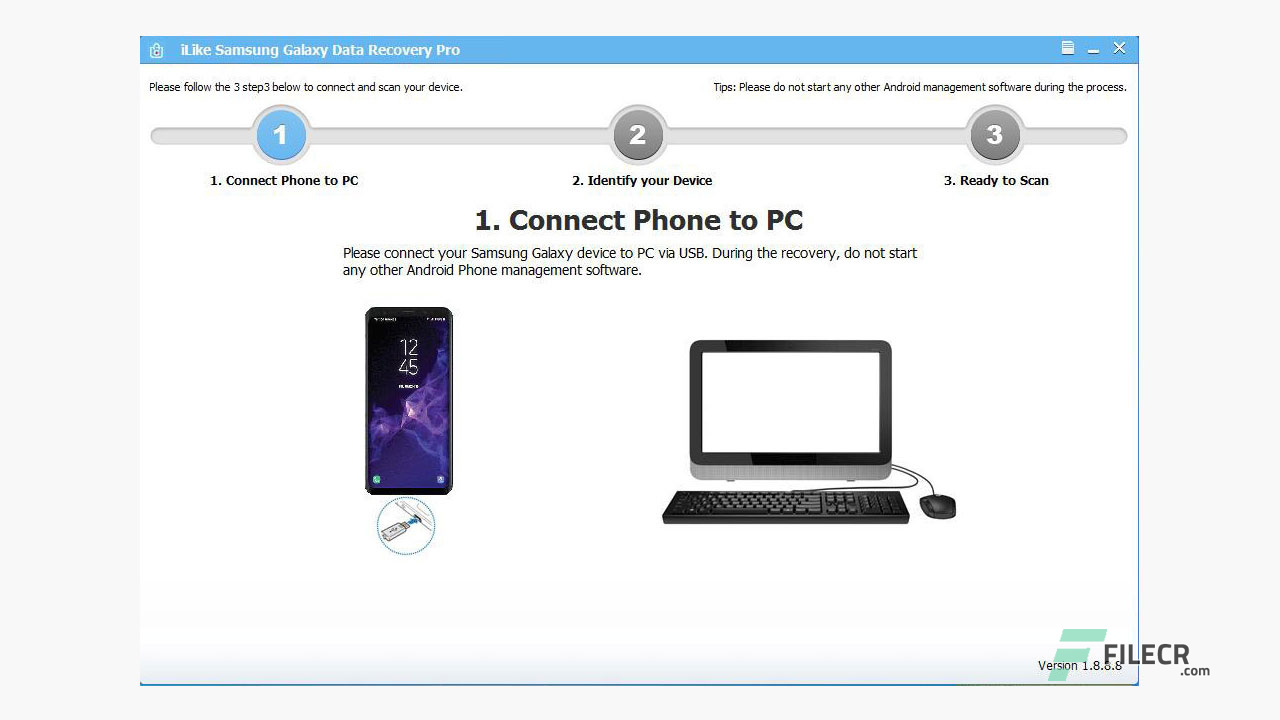 iLike Samsung Galaxy Data Recovery Pro
Please follow the 3 step3 below to connect and scan your device.
Tips: Please do not start any other Android management software during the process.
1
2
3
1. Connect Phone to PC
2. Identify your Device
3. Ready to Scan
1. Connect Phone to PC
Please connect your Samsung Galaxy device to PC via USB. During the recovery, do not start
any other Android Phone management software.
12
45
Version 1.8.8.8
FILECR
.com